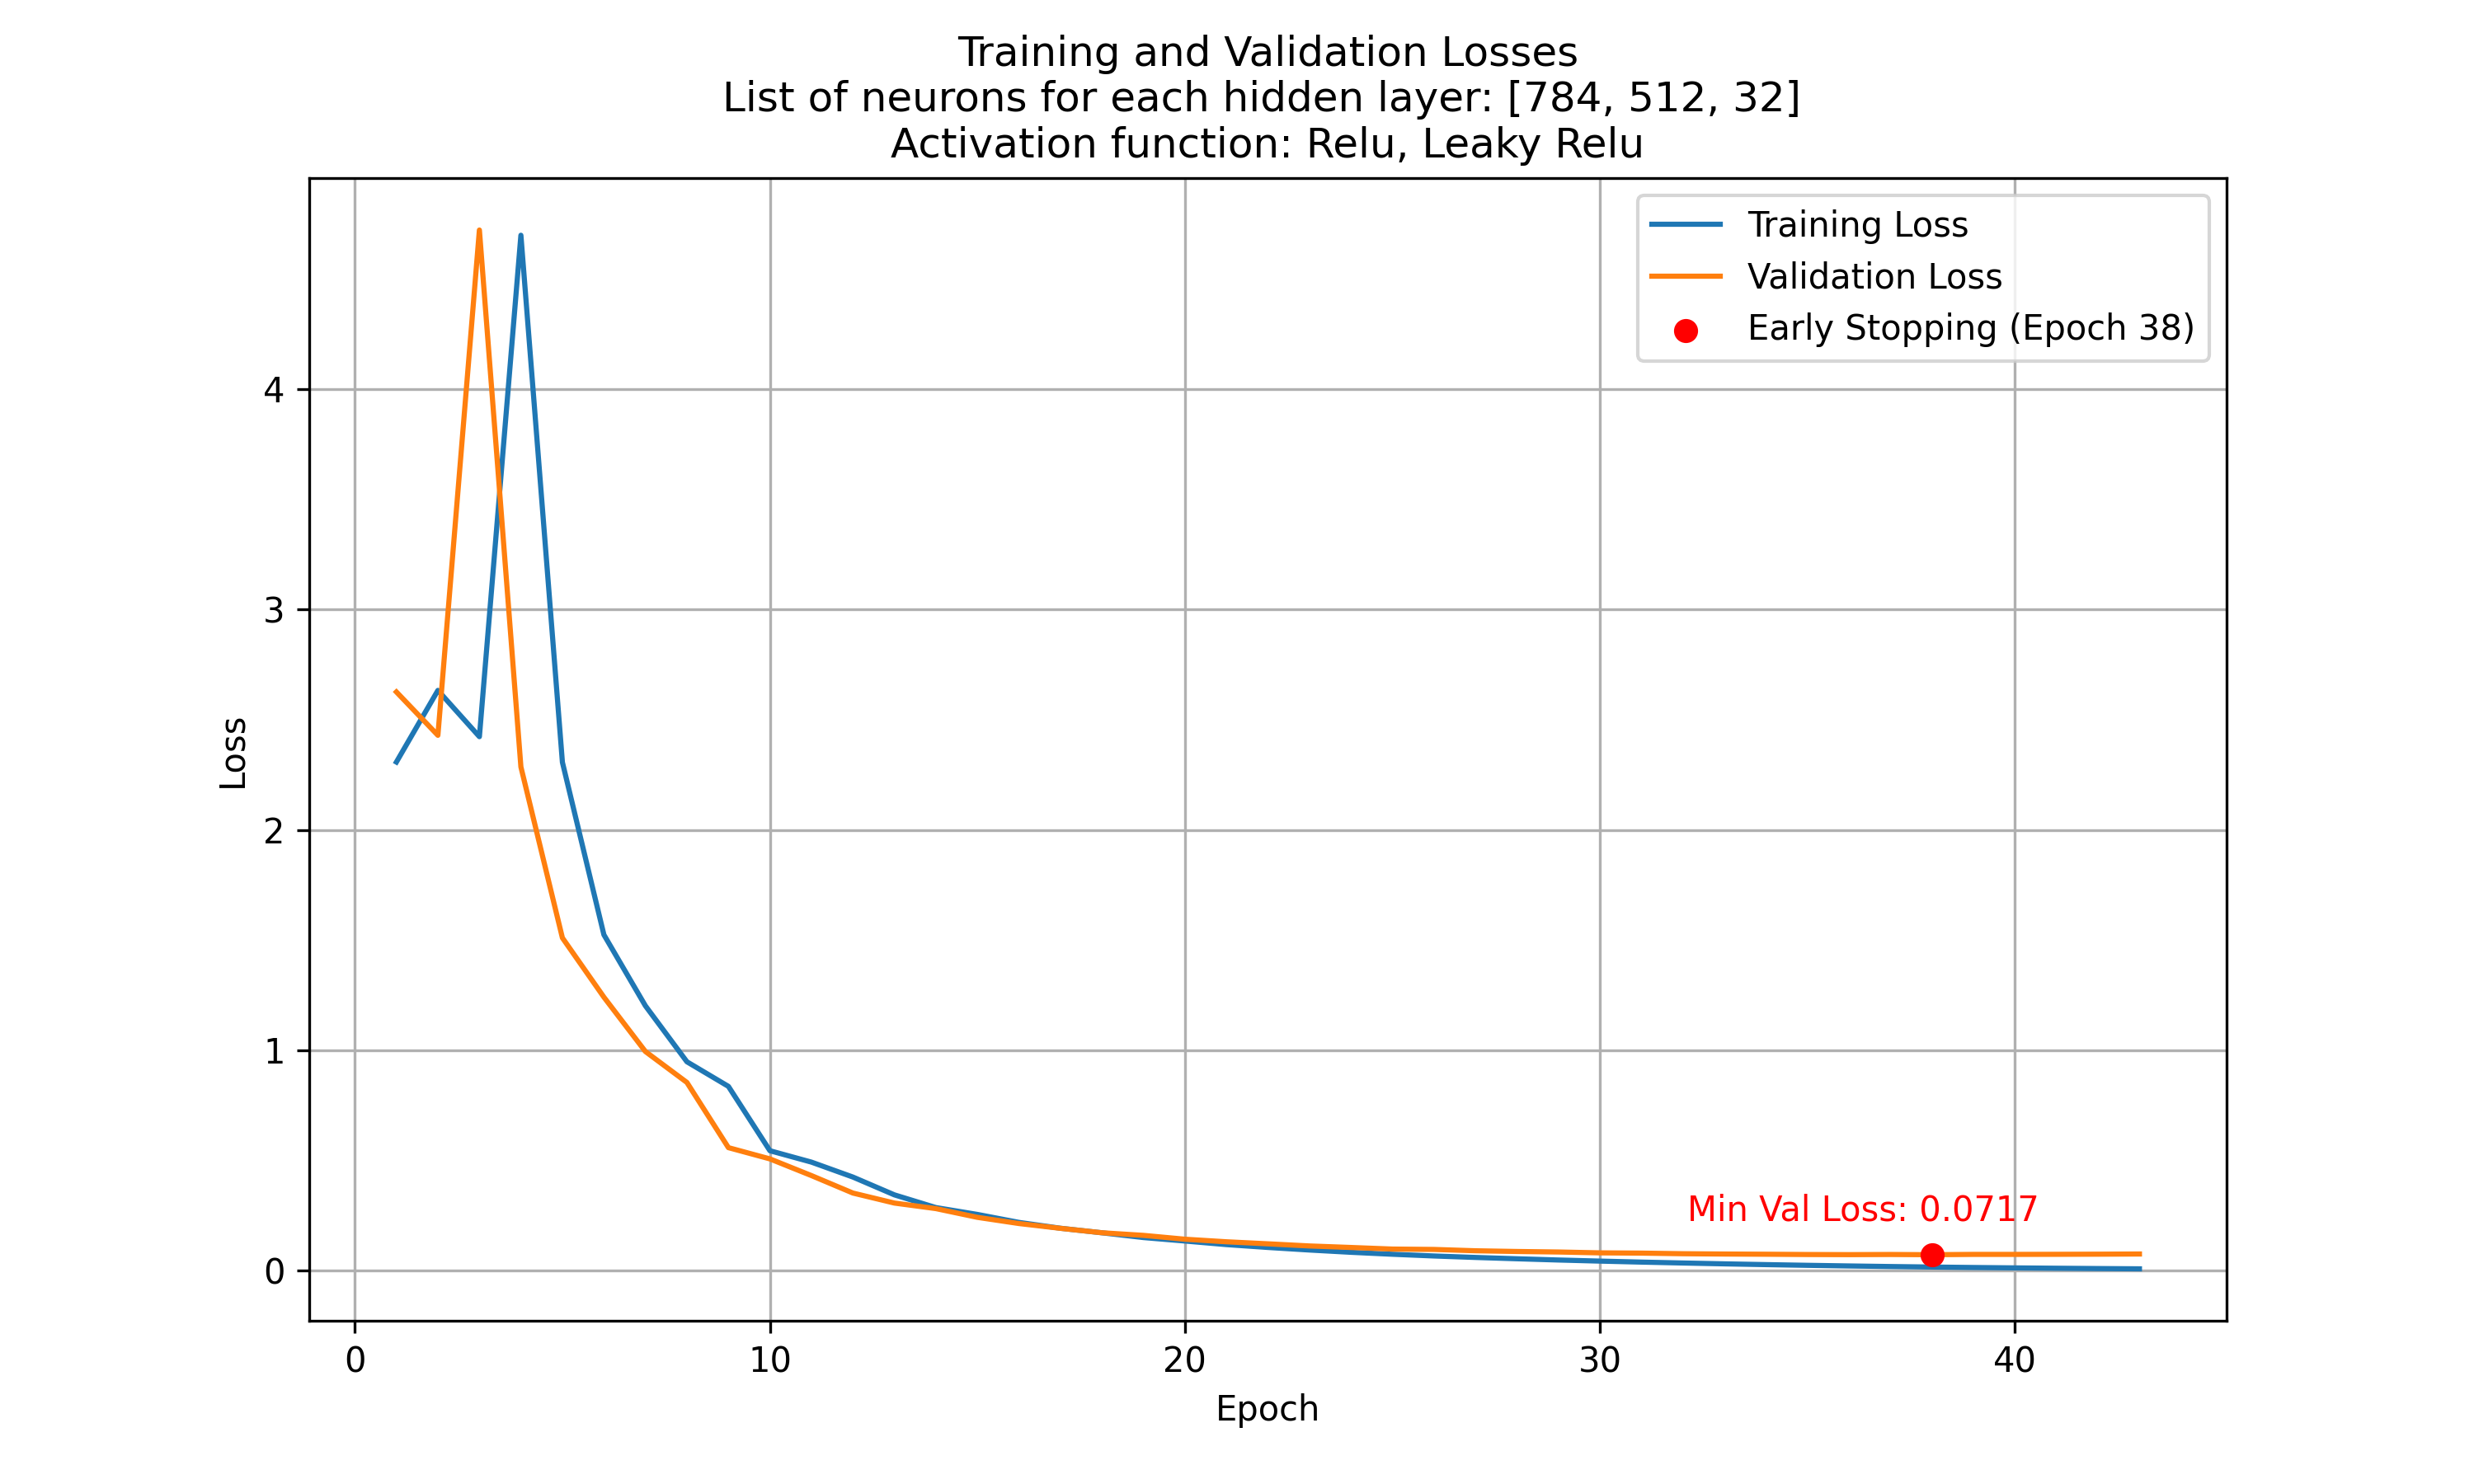 Training and Validation Losses
List of neurons for each hidden layer: [784, 512, 32]
Activation function: Relu, Leaky Relu
Training Loss
Validation Loss
Early Stopping (Epoch 38)
4
3
2
1
0
Loss
Min Val Loss: 0.0717
0 10 20 30 40
Epoch